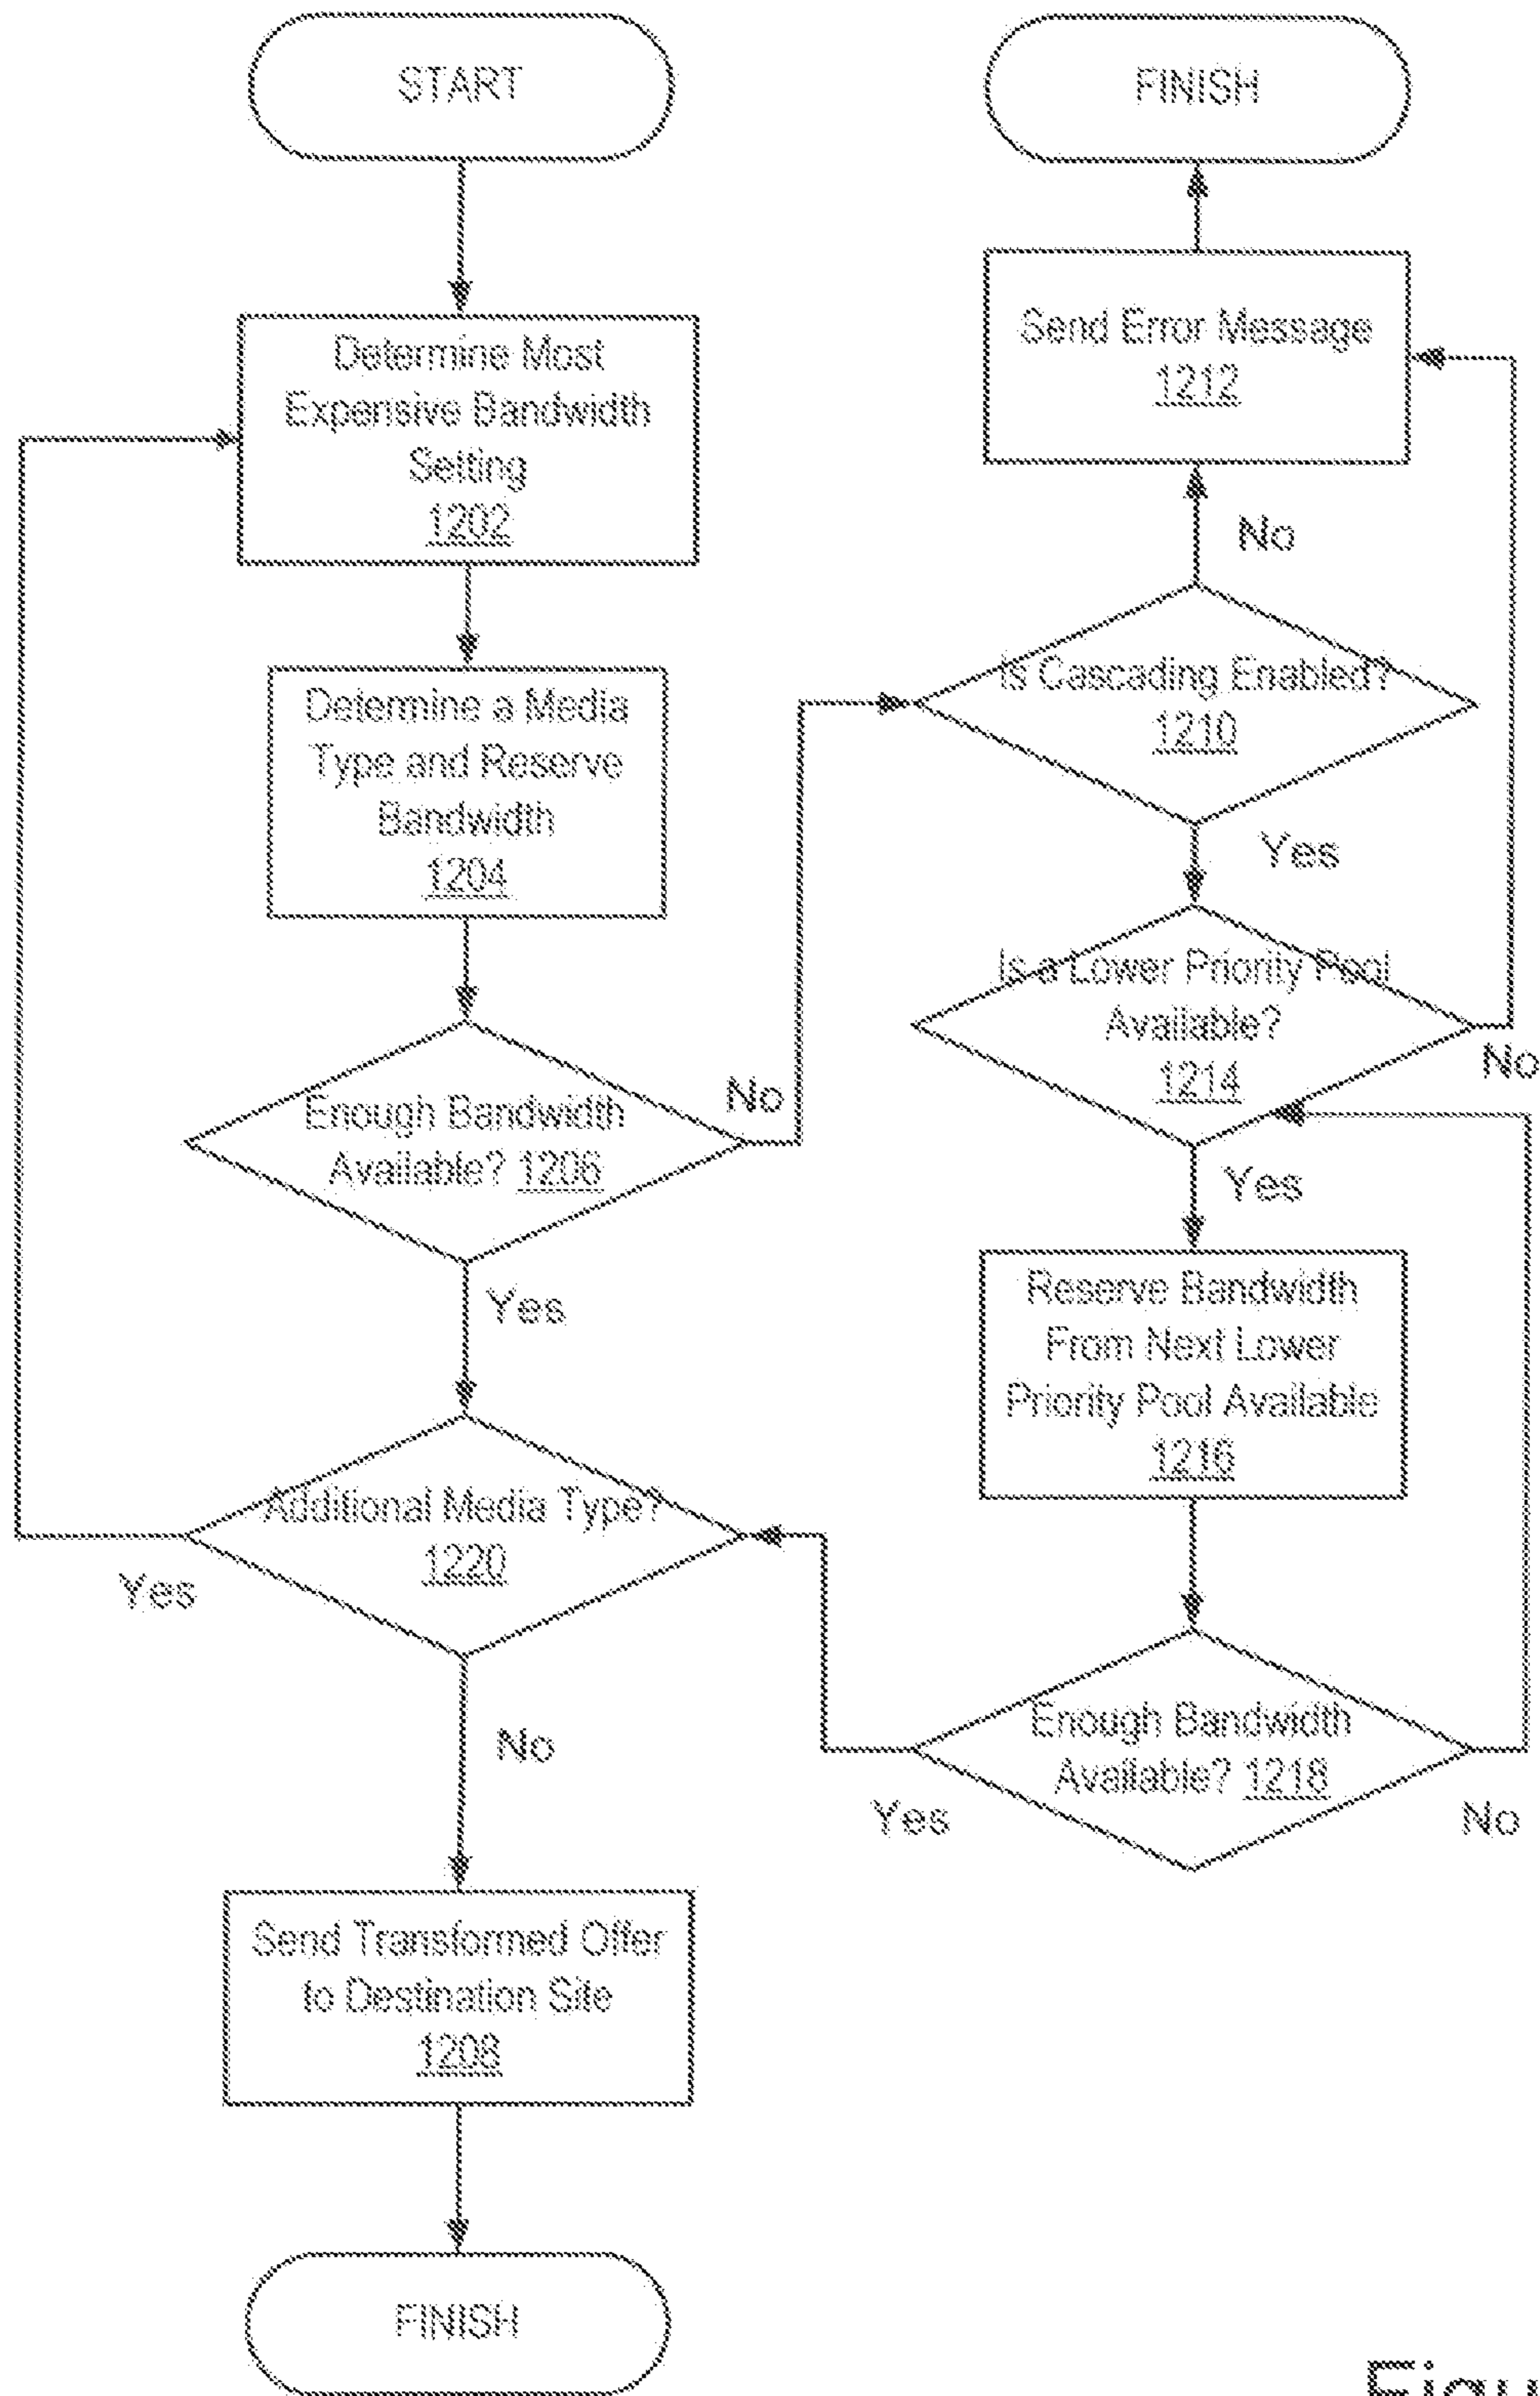 START
Determine Most
Expensive Bandwidth
Setting
1202
Determine a Media
Type and Reserve
Bandwidth
1204
Enough Bandwidth
Available? 1206
No
Yes
Additional Media Type?
1220
Yes
No
Send Transformed Offer
to Destination Site
1208
FINISH
FINISH
Send Error Message
1212
No
Is Cascading Enabled?
1210
Yes
Is a Lower Priority Pool
Available?
1214
No
Yes
Reserve Bandwidth
From Next Lower
Priority Pool Available
1216
Enough Bandwidth
Available? 1218
Yes
No